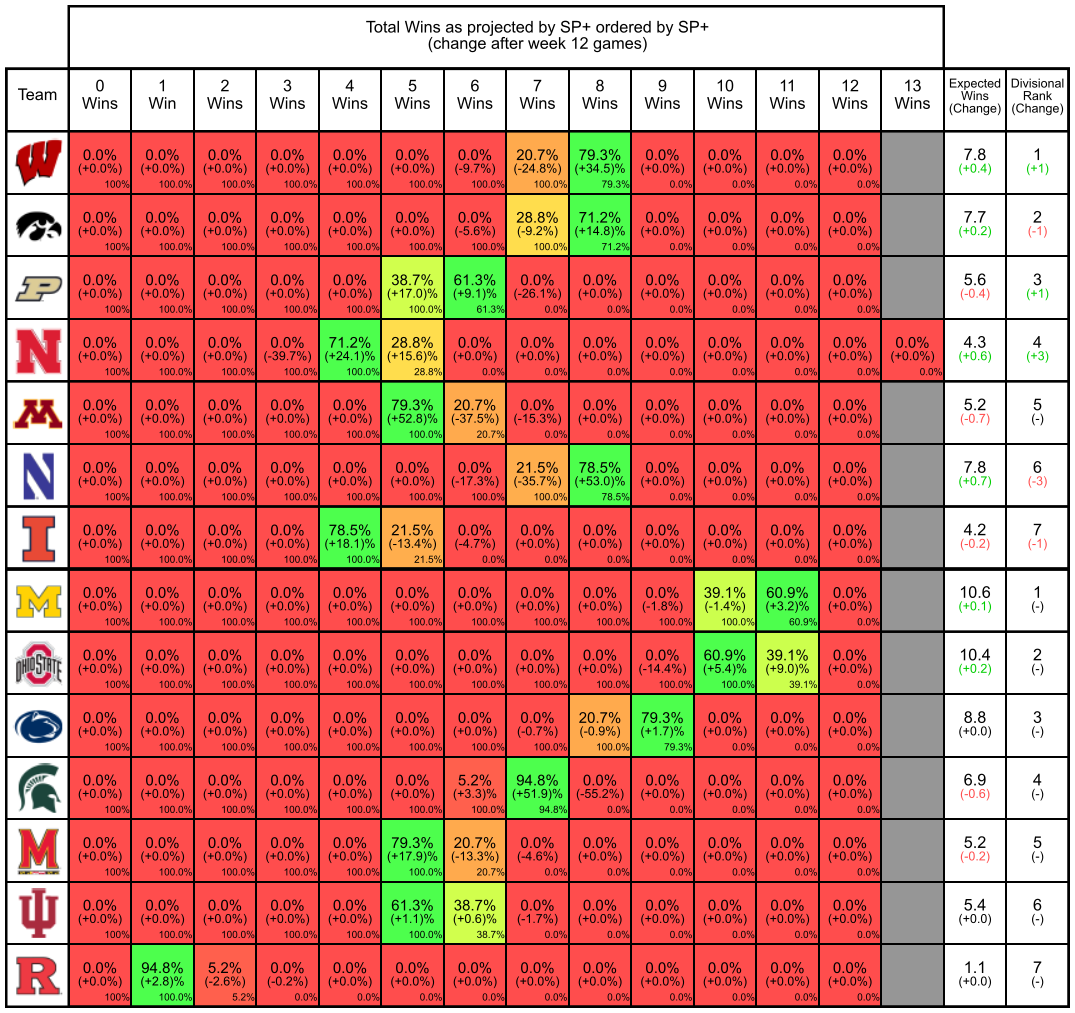 Total Wins as projected by SP+ ordered by SP+
(change after week 12 games)
Team 0 Wins 1 Win 2 Wins 3 Wins 4 Wins 5 Wins 6 Wins 7 Wins 8 Wins 9 Wins 10 Wins 11 Wins 12 Wins 13 Wins Expected Wins (Change) Divisional Rank (Change)
W 0.0% 0.0% 0.0% 0.0% 0.0% 0.0% 0.0% 20.7% 79.3% 0.0% 0.0% 0.0% 0.0% 7.8 1
(+0.0%) (+0.0%) (+0.0%) (+0.0%) (+0.0%) (+0.0%) (-9.7%) (-24.8%) (+34.5)% (+0.0%) (+0.0%) (+0.0%) (+0.0%) (+0.4) (+1)
100% 100.0% 100.0% 100.0% 100.0% 100.0% 100.0% 100.0% 79.3% 0.0% 0.0% 0.0% 0.0%
0.0% 0.0% 0.0% 0.0% 0.0% 0.0% 0.0% 28.8% 71.2% 0.0% 0.0% 0.0% 0.0% 7.7 2
(+0.0%) (+0.0%) (+0.0%) (+0.0%) (+0.0%) (+0.0%) (-5.6%) (-9.2%) (+14.8)% (+0.0%) (+0.0%) (+0.0%) (+0.0%) (+0.2) (-1)
100% 100.0% 100.0% 100.0% 100.0% 100.0% 100.0% 100.0% 71.2% 0.0% 0.0% 0.0% 0.0%
P 0.0% 0.0% 0.0% 0.0% 0.0% 38.7% 61.3% 0.0% 0.0% 0.0% 0.0% 0.0% 0.0% 5.6 3
(+0.0%) (+0.0%) (+0.0%) (+0.0%) (+0.0%) (+17.0)% (+9.1)% (-26.1%) (+0.0%) (+0.0%) (+0.0%) (+0.0%) (+0.0%) (-0.4) (+1)
100% 100.0% 100.0% 100.0% 100.0% 100.0% 61.3% 0.0% 0.0% 0.0% 0.0% 0.0% 0.0%
N 0.0% 0.0% 0.0% 0.0% 71.2% 28.8% 0.0% 0.0% 0.0% 0.0% 0.0% 0.0% 0.0% 0.0% 4.3 4
(+0.0%) (+0.0%) (+0.0%) (-39.7%) (+24.1)% (+15.6)% (+0.0%) (+0.0%) (+0.0%) (+0.0%) (+0.0%) (+0.0%) (+0.0%) (+0.0%) (+0.6) (+3)
100% 100.0% 100.0% 100.0% 100.0% 28.8% 0.0% 0.0% 0.0% 0.0% 0.0% 0.0% 0.0% 0.0%
M 0.0% 0.0% 0.0% 0.0% 0.0% 79.3% 20.7% 0.0% 0.0% 0.0% 0.0% 0.0% 0.0% 5.2 5
(+0.0%) (+0.0%) (+0.0%) (+0.0%) (+0.0%) (+52.8)% (-37.5%) (-15.3%) (+0.0%) (+0.0%) (+0.0%) (+0.0%) (+0.0%) (-0.7) (-)
100% 100.0% 100.0% 100.0% 100.0% 100.0% 20.7% 0.0% 0.0% 0.0% 0.0% 0.0% 0.0%
N 0.0% 0.0% 0.0% 0.0% 0.0% 0.0% 0.0% 21.5% 78.5% 0.0% 0.0% 0.0% 0.0% 7.8 6
(+0.0%) (+0.0%) (+0.0%) (+0.0%) (+0.0%) (+0.0%) (-17.3%) (-35.7%) (+53.0)% (+0.0%) (+0.0%) (+0.0%) (+0.0%) (+0.7) (-3)
100% 100.0% 100.0% 100.0% 100.0% 100.0% 100.0% 100.0% 78.5% 0.0% 0.0% 0.0% 0.0%
I 0.0% 0.0% 0.0% 0.0% 78.5% 21.5% 0.0% 0.0% 0.0% 0.0% 0.0% 0.0% 0.0% 4.2 7
(+0.0%) (+0.0%) (+0.0%) (+0.0%) (+18.1)% (-13.4%) (-4.7%) (+0.0%) (+0.0%) (+0.0%) (+0.0%) (+0.0%) (+0.0%) (-0.2) (-1)
100% 100.0% 100.0% 100.0% 100.0% 21.5% 0.0% 0.0% 0.0% 0.0% 0.0% 0.0% 0.0%
M 0.0% 0.0% 0.0% 0.0% 0.0% 0.0% 0.0% 0.0% 0.0% 0.0% 39.1% 60.9% 0.0% 10.6 1
(+0.0%) (+0.0%) (+0.0%) (+0.0%) (+0.0%) (+0.0%) (+0.0%) (+0.0%) (+0.0%) (-1.8%) (-1.4%) (+3.2)% (+0.0%) (+0.1) (-)
100% 100.0% 100.0% 100.0% 100.0% 100.0% 100.0% 100.0% 100.0% 100.0% 100.0% 60.9% 0.0%
OHIO STATE 0.0% 0.0% 0.0% 0.0% 0.0% 0.0% 0.0% 0.0% 0.0% 0.0% 60.9% 39.1% 0.0% 10.4 2
(+0.0%) (+0.0%) (+0.0%) (+0.0%) (+0.0%) (+0.0%) (+0.0%) (+0.0%) (+0.0%) (-14.4%) (+5.4)% (+9.0)% (+0.0%) (+0.2) (-)
100% 100.0% 100.0% 100.0% 100.0% 100.0% 100.0% 100.0% 100.0% 100.0% 100.0% 39.1% 0.0%
0.0% 0.0% 0.0% 0.0% 0.0% 0.0% 0.0% 0.0% 20.7% 79.3% 0.0% 0.0% 0.0% 8.8 3
(+0.0%) (+0.0%) (+0.0%) (+0.0%) (+0.0%) (+0.0%) (+0.0%) (-0.7%) (-0.9%) (+1.7)% (+0.0%) (+0.0%) (+0.0%) (+0.0) (-)
100% 100.0% 100.0% 100.0% 100.0% 100.0% 100.0% 100.0% 100.0% 79.3% 0.0% 0.0% 0.0%
0.0% 0.0% 0.0% 0.0% 0.0% 0.0% 5.2% 94.8% 0.0% 0.0% 0.0% 0.0% 0.0% 6.9 4
(+0.0%) (+0.0%) (+0.0%) (+0.0%) (+0.0%) (+0.0%) (+3.3)% (+51.9)% (-55.2%) (+0.0%) (+0.0%) (+0.0%) (+0.0%) (-0.6) (-)
100% 100.0% 100.0% 100.0% 100.0% 100.0% 100.0% 94.8% 0.0% 0.0% 0.0% 0.0% 0.0%
M 0.0% 0.0% 0.0% 0.0% 0.0% 79.3% 20.7% 0.0% 0.0% 0.0% 0.0% 0.0% 0.0% 5.2 5
(+0.0%) (+0.0%) (+0.0%) (+0.0%) (+0.0%) (+17.9)% (-13.3%) (-4.6%) (+0.0%) (+0.0%) (+0.0%) (+0.0%) (+0.0%) (-0.2) (-)
100% 100.0% 100.0% 100.0% 100.0% 100.0% 20.7% 0.0% 0.0% 0.0% 0.0% 0.0% 0.0%
0.0% 0.0% 0.0% 0.0% 0.0% 61.3% 38.7% 0.0% 0.0% 0.0% 0.0% 0.0% 0.0% 5.4 6
(+0.0%) (+0.0%) (+0.0%) (+0.0%) (+0.0%) (+1.1)% (+0.6)% (-1.7%) (+0.0%) (+0.0%) (+0.0%) (+0.0%) (+0.0%) (+0.0) (-)
100% 100.0% 100.0% 100.0% 100.0% 100.0% 38.7% 0.0% 0.0% 0.0% 0.0% 0.0% 0.0%
R 0.0% 94.8% 5.2% 0.0% 0.0% 0.0% 0.0% 0.0% 0.0% 0.0% 0.0% 0.0% 0.0% 1.1 7
(+0.0%) (+2.8)% (-2.6%) (-0.2%) (+0.0%) (+0.0%) (+0.0%) (+0.0%) (+0.0%) (+0.0%) (+0.0%) (+0.0%) (+0.0%) (+0.0) (-)
100% 100.0% 5.2% 0.0% 0.0% 0.0% 0.0% 0.0% 0.0% 0.0% 0.0% 0.0% 0.0%